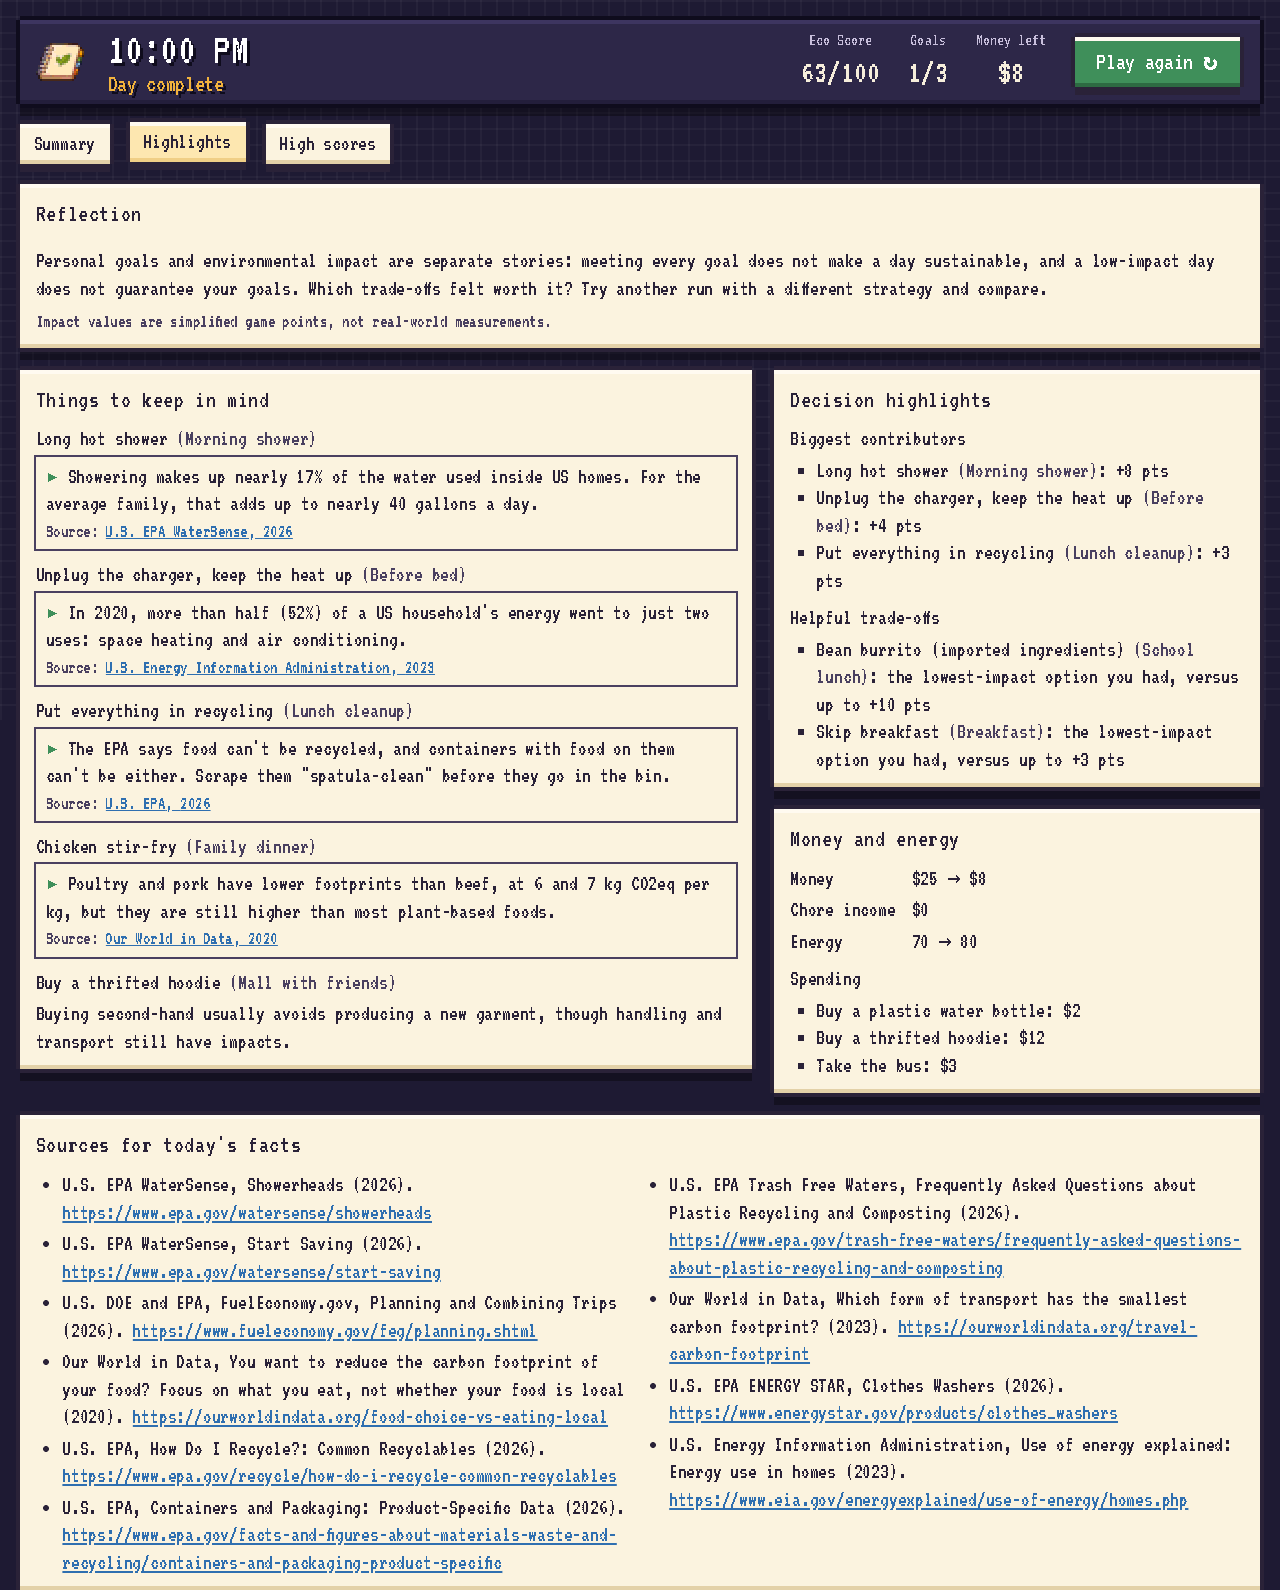 10:00 PM
Day complete
Eco Score
63/100
Goals
1/3
Money left
$8
Play again ↻
Summary
Highlights
High scores
Reflection
Personal goals and environmental impact are separate stories: meeting every goal does not make a day sustainable, and a low-impact day
does not guarantee your goals. Which trade-offs felt worth it? Try another run with a different strategy and compare.
Impact values are simplified game points, not real-world measurements.
Things to keep in mind
Long hot shower (Morning shower)
► Showering makes up nearly 17% of the water used inside US homes. For the
average family, that adds up to nearly 40 gallons a day.
Source: U.S. EPA WaterSense, 2026
Unplug the charger, keep the heat up (Before bed)
► In 2020, more than half (52%) of a US household's energy went to just two
uses: space heating and air conditioning.
Source: U.S. Energy Information Administration, 2023
Put everything in recycling (Lunch cleanup)
► The EPA says food can't be recycled, and containers with food on them
can't be either. Scrape them "spatula-clean" before they go in the bin.
Source: U.S. EPA, 2026
Chicken stir-fry (Family dinner)
► Poultry and pork have lower footprints than beef, at 6 and 7 kg CO2eq per
kg, but they are still higher than most plant-based foods.
Source: Our World in Data, 2020
Buy a thrifted hoodie (Mall with friends)
Buying second-hand usually avoids producing a new garment, though handling and
transport still have impacts.
Decision highlights
Biggest contributors
▪ Long hot shower (Morning shower): +8 pts
▪ Unplug the charger, keep the heat up (Before
bed): +4 pts
▪ Put everything in recycling (Lunch cleanup): +3
pts
Helpful trade-offs
▪ Bean burrito (imported ingredients) (School
lunch): the lowest-impact option you had, versus
up to +10 pts
▪ Skip breakfast (Breakfast): the lowest-impact
option you had, versus up to +3 pts
Money and energy
Money $25 → $8
Chore income $0
Energy 70 → 80
Spending
▪ Buy a plastic water bottle: $2
▪ Buy a thrifted hoodie: $12
▪ Take the bus: $3
Sources for today's facts
• U.S. EPA WaterSense, Showerheads (2026).
https://www.epa.gov/watersense/showerheads
• U.S. EPA WaterSense, Start Saving (2026).
https://www.epa.gov/watersense/start-saving
• U.S. DOE and EPA, FuelEconomy.gov, Planning and Combining Trips
(2026). https://www.fueleconomy.gov/feg/planning.shtml
• Our World in Data, You want to reduce the carbon footprint of
your food? Focus on what you eat, not whether your food is local
(2020). https://ourworldindata.org/food-choice-vs-eating-local
• U.S. EPA, How Do I Recycle?: Common Recyclables (2026).
https://www.epa.gov/recycle/how-do-i-recycle-common-recyclables
• U.S. EPA, Containers and Packaging: Product-Specific Data (2026).
https://www.epa.gov/facts-and-figures-about-materials-waste-and-
recycling/containers-and-packaging-product-specific
• U.S. EPA Trash Free Waters, Frequently Asked Questions about
Plastic Recycling and Composting (2026).
https://www.epa.gov/trash-free-waters/frequently-asked-questions-
about-plastic-recycling-and-composting
• Our World in Data, Which form of transport has the smallest
carbon footprint? (2023). https://ourworldindata.org/travel-
carbon-footprint
• U.S. EPA ENERGY STAR, Clothes Washers (2026).
https://www.energystar.gov/products/clothes_washers
• U.S. Energy Information Administration, Use of energy explained:
Energy use in homes (2023).
https://www.eia.gov/energyexplained/use-of-energy/homes.php